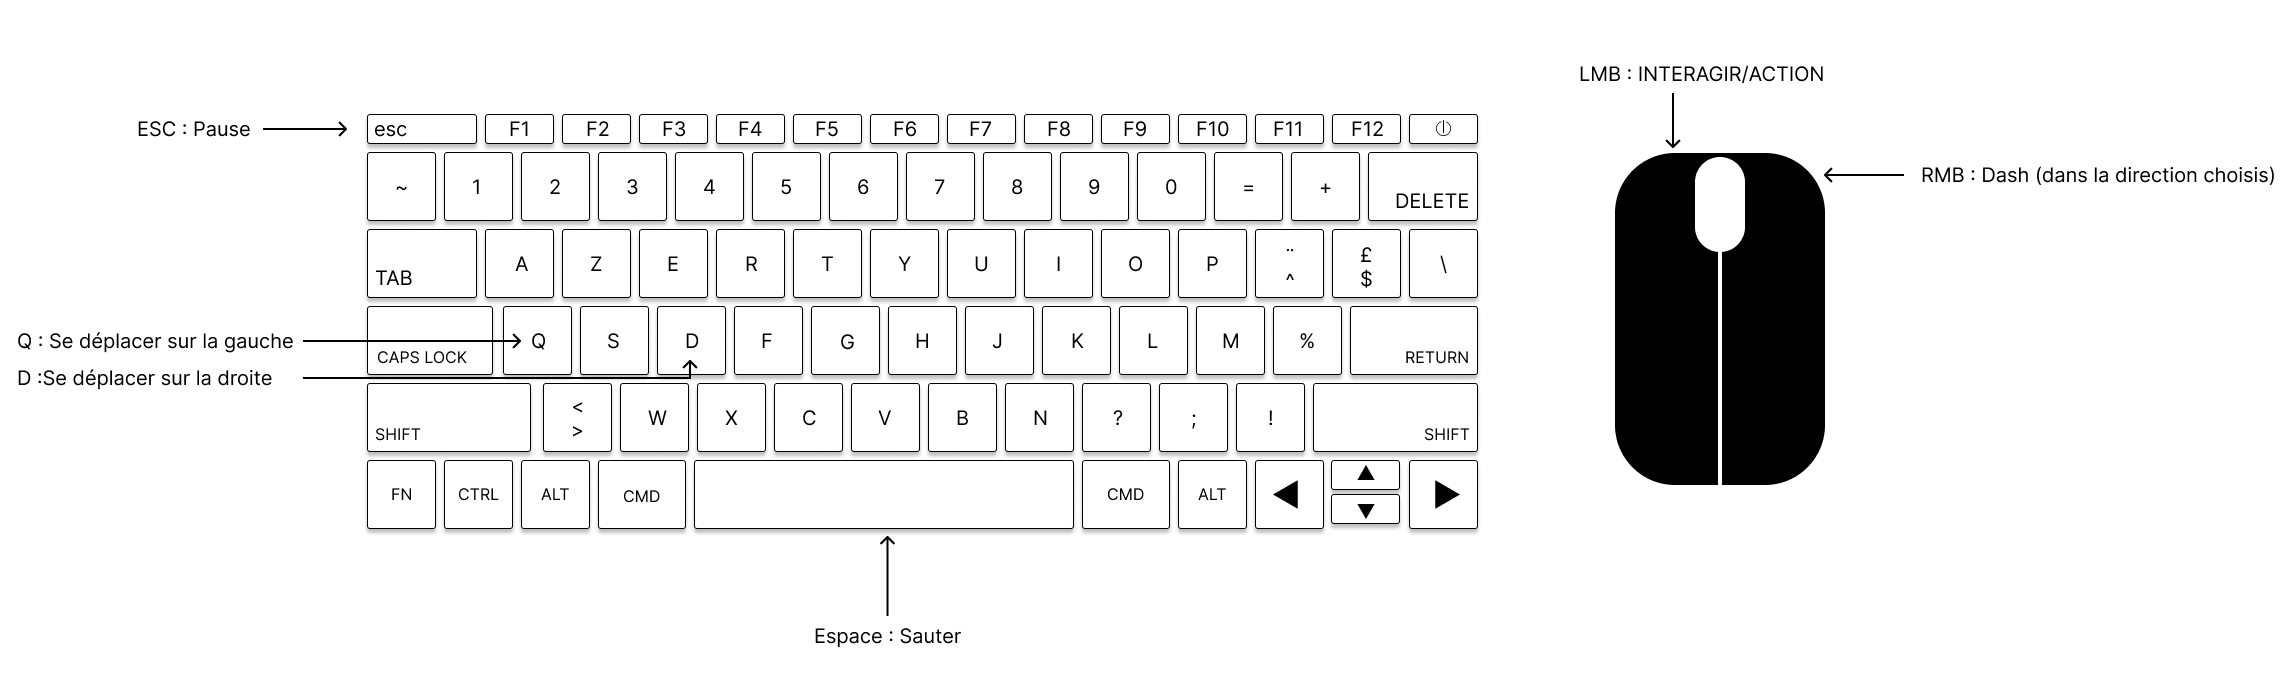 LMB : INTERAGIR/ACTION
ESC : Pause
esc F1 F2 F3 F4 F5 F6 F7 F8 F9 F10 F11 F12
RMB : Dash (dans la direction choisis)
~ 1 2 3 4 5 6 7 8 9 0 = + DELETE
TAB A Z E R T Y U I O P ¨ ^ £ $ \
Q : Se déplacer sur la gauche
CAPS LOCK Q S D F G H J K L M % RETURN
D :Se déplacer sur la droite
SHIFT < > W X C V B N ? ; ! SHIFT
FN CTRL ALT CMD CMD ALT ◀ ▲ ▼ ▶
Espace : Sauter